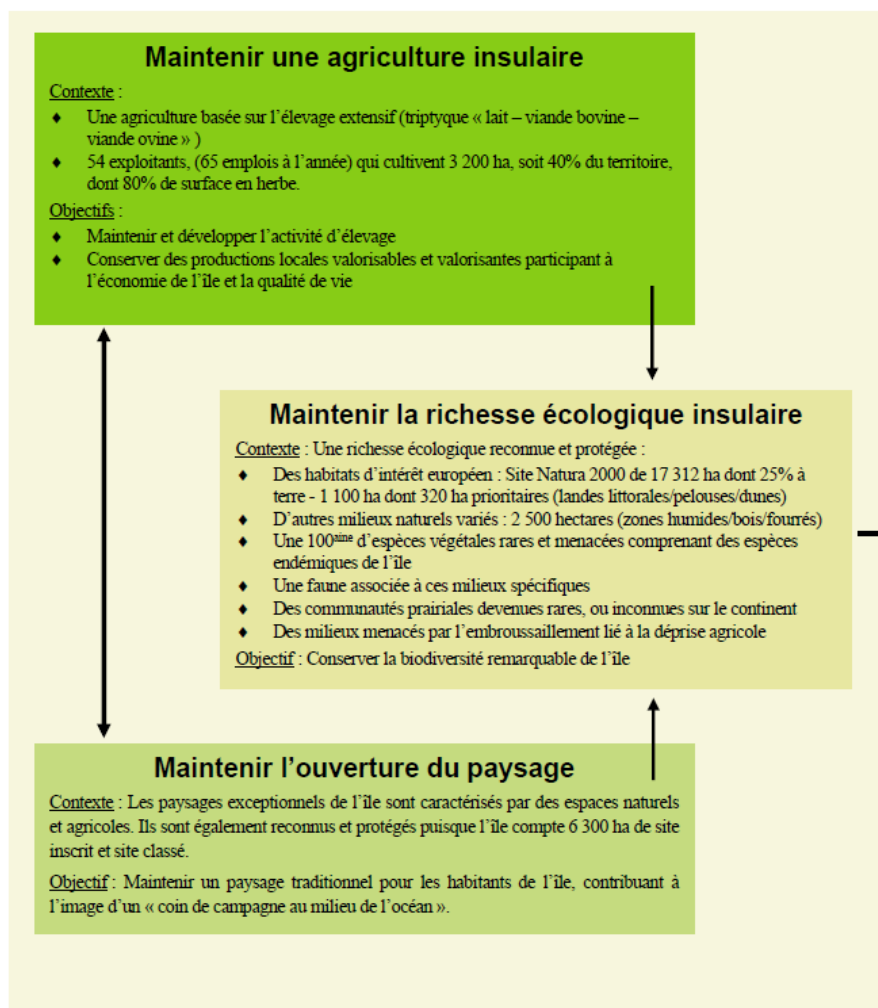 Maintenir une agriculture insulaire
Contexte :
♦ Une agriculture basée sur l’élevage extensif (triptyque « lait – viande bovine –
viande ovine » )
♦ 54 exploitants, (65 emplois à l’année) qui cultivent 3 200 ha, soit 40% du territoire,
dont 80% de surface en herbe.
Objectifs :
♦ Maintenir et développer l’activité d’élevage
♦ Conserver des productions locales valorisables et valorisantes participant à
l’économie de l’île et la qualité de vie
Maintenir la richesse écologique insulaire
Contexte : Une richesse écologique reconnue et protégée :
♦ Des habitats d’intérêt européen : Site Natura 2000 de 17 312 ha dont 25% à
terre - 1 100 ha dont 320 ha prioritaires (landes littorales/pelouses/dunes)
♦ D’autres milieux naturels variés : 2 500 hectares (zones humides/bois/fourrés)
♦ Une 100aine d’espèces végétales rares et menacées comprenant des espèces
endémiques de l’île
♦ Une faune associée à ces milieux spécifiques
♦ Des communautés prairiales devenues rares, ou inconnues sur le continent
♦ Des milieux menacés par l’embroussaillement lié à la déprise agricole
Objectif : Conserver la biodiversité remarquable de l’île
Maintenir l’ouverture du paysage
Contexte : Les paysages exceptionnels de l’île sont caractérisés par des espaces naturels
et agricoles. Ils sont également reconnus et protégés puisque l’île compte 6 300 ha de site
inscrit et site classé.
Objectif : Maintenir un paysage traditionnel pour les habitants de l’île, contribuant à
l’image d’un « coin de campagne au milieu de l’océan ».